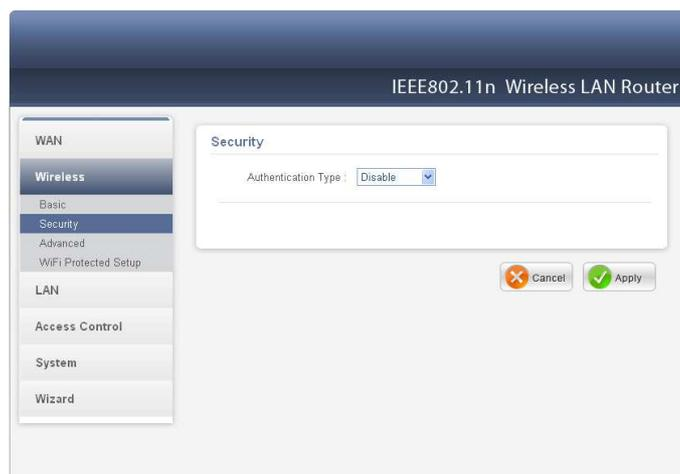 IEEE802.11n Wireless LAN Router
WAN
Wireless
Basic
Security
Advanced
WiFi Protected Setup
LAN
Access Control
System
Wizard
Security
Authentication Type : Disable
Cancel Apply